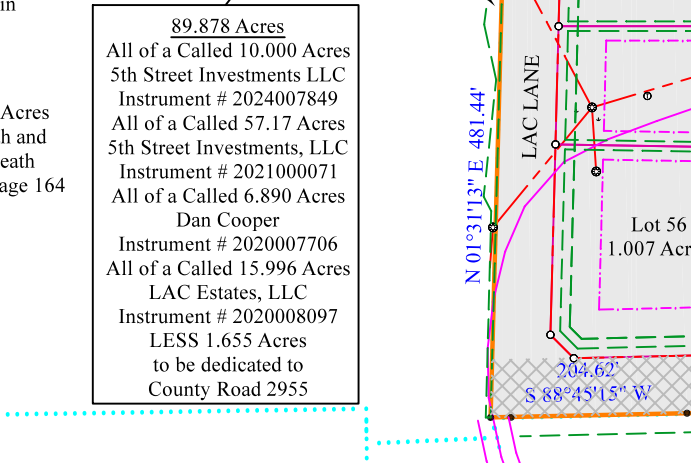 in
Acres
h and
eath
age 164
89.878 Acres
All of a Called 10.000 Acres
5th Street Investments LLC
Instrument # 2024007849
All of a Called 57.17 Acres
5th Street Investments, LLC
Instrument # 2021000071
All of a Called 6.890 Acres
Dan Cooper
Instrument # 2020007706
All of a Called 15.996 Acres
LAC Estates, LLC
Instrument # 2020008097
LESS 1.655 Acres
to be dedicated to
County Road 2955
N 01°31'13" E 481.44'
LAC LANE
Lot 56
1.007 Acr
204.62'
S 88°45'15" W